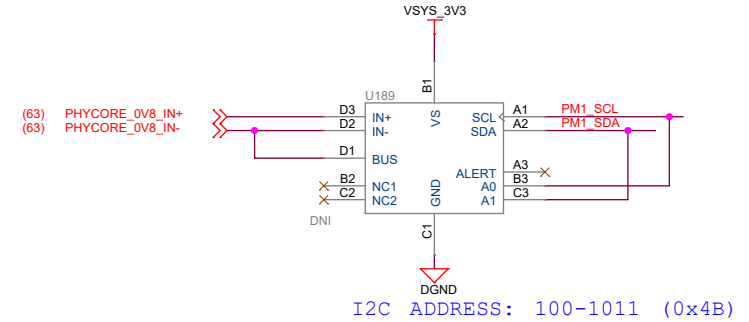 VSYS_3V3
B1
U189
(63) PHYCORE_0V8_IN+ D3 IN+ VS SCL A1 PM1_SCL
(63) PHYCORE_0V8_IN- D2 IN- SDA A2 PM1_SDA
D1 BUS
ALERT A3
B2 NC1 A0 B3
C2 NC2 GND A1 C3
DNI
C1
DGND
I2C ADDRESS: 100-1011 (0x4B)